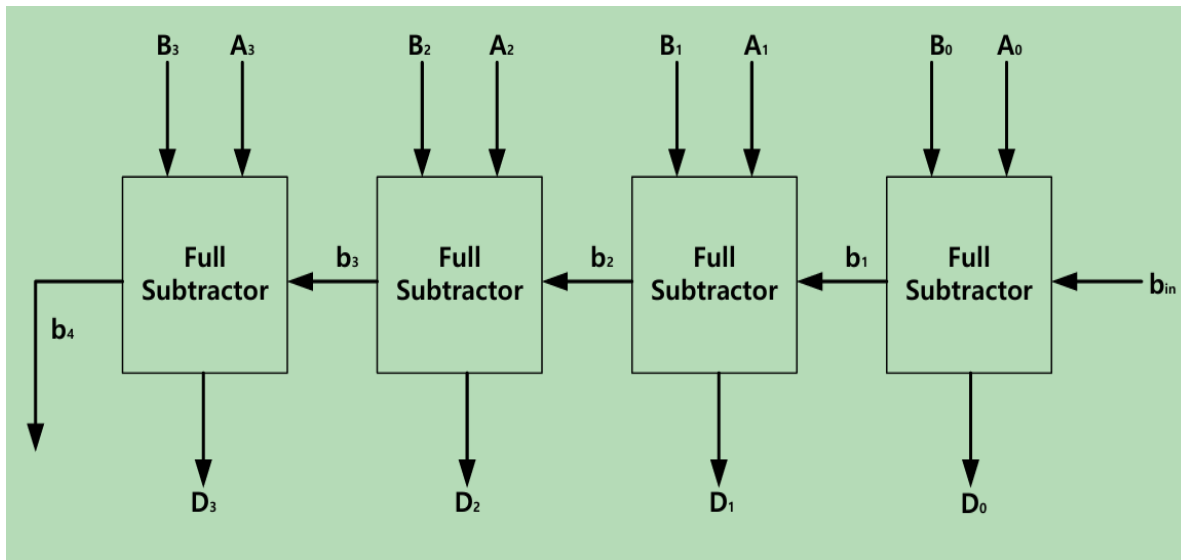 B₃ A₃ B₂ A₂ B₁ A₁ B₀ A₀
Full Subtractor
b₃
Full Subtractor
b₂
Full Subtractor
b₁
Full Subtractor
bᵢₙ
b₄
D₃ D₂ D₁ D₀